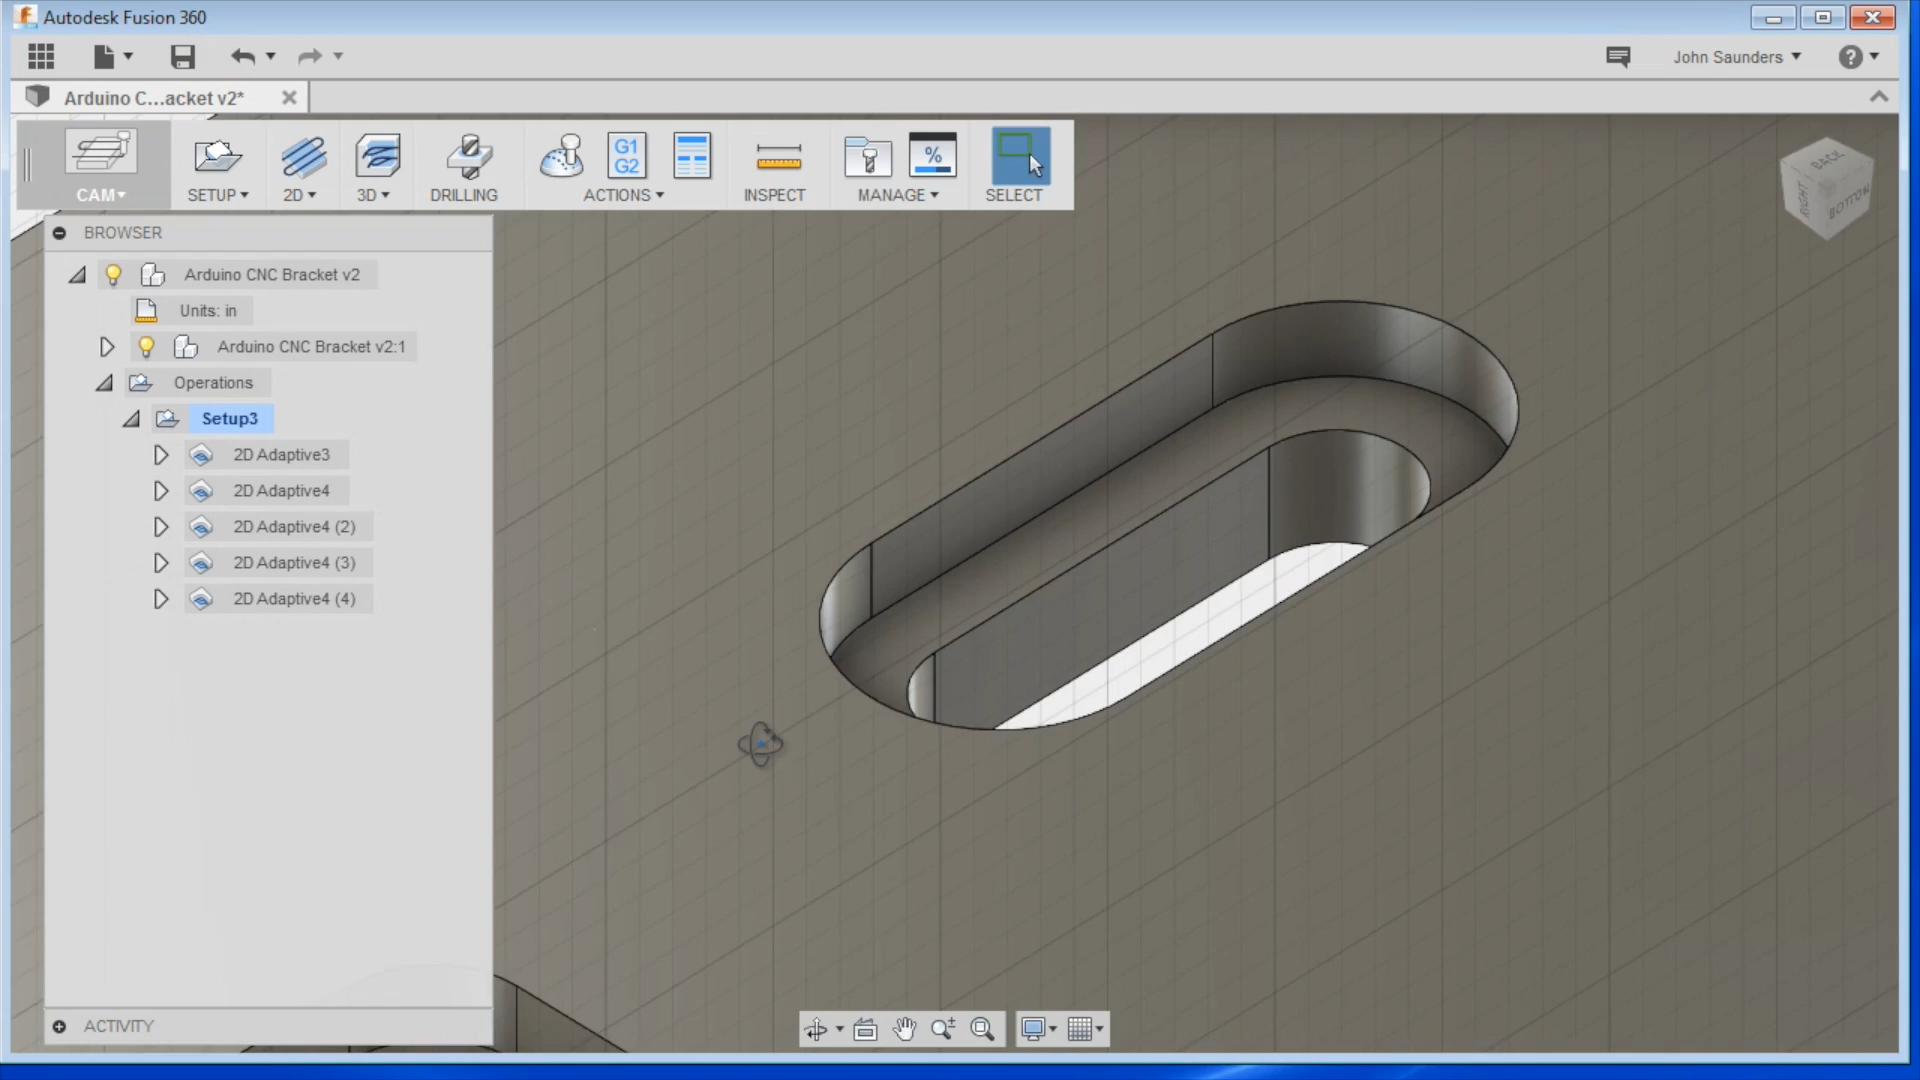 Autodesk Fusion 360
John Saunders
?
Arduino C...acket v2*
G1
G2
%
CAM
SETUP
2D
3D
DRILLING
ACTIONS
INSPECT
MANAGE
SELECT
BACK
RIGHT
BOTTOM
BROWSER
Arduino CNC Bracket v2
Units: in
Arduino CNC Bracket v2:1
Operations
Setup3
2D Adaptive3
2D Adaptive4
2D Adaptive4 (2)
2D Adaptive4 (3)
2D Adaptive4 (4)
ACTIVITY